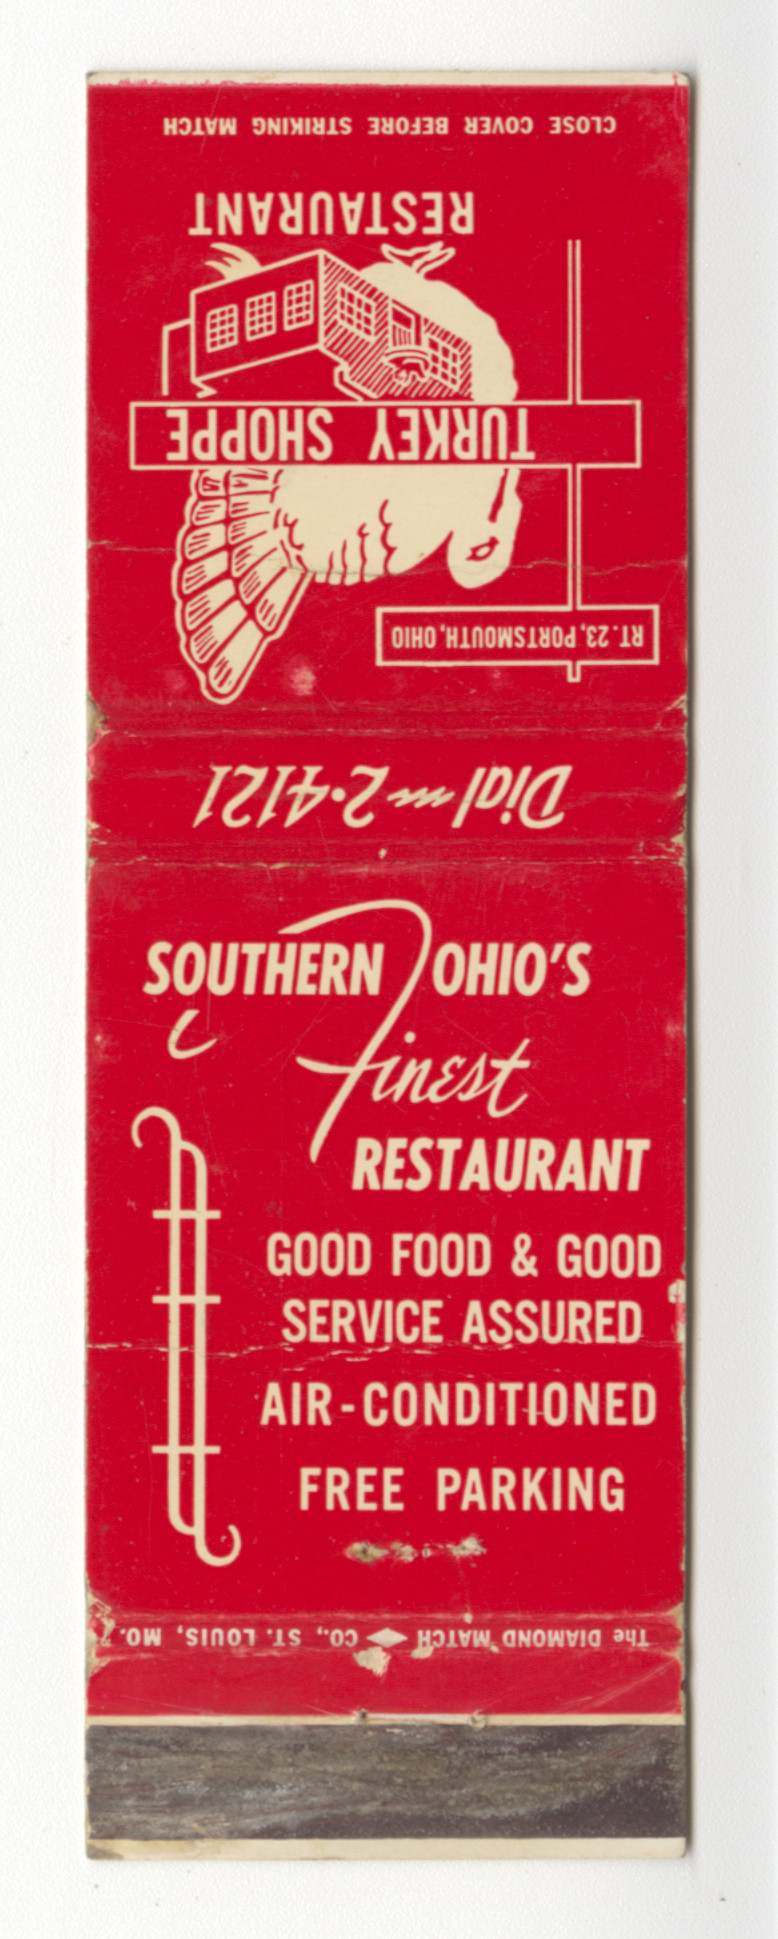 CLOSE COVER BEFORE STRIKING MATCH
RESTAURANT
TURKEY SHOPPE
RT. 23, PORTSMOUTH, OHIO
Dial 2·4121
SOUTHERN OHIO'S
Finest
RESTAURANT
GOOD FOOD & GOOD
SERVICE ASSURED
AIR-CONDITIONED
FREE PARKING
The DIAMOND MATCH CO., ST. LOUIS, MO.